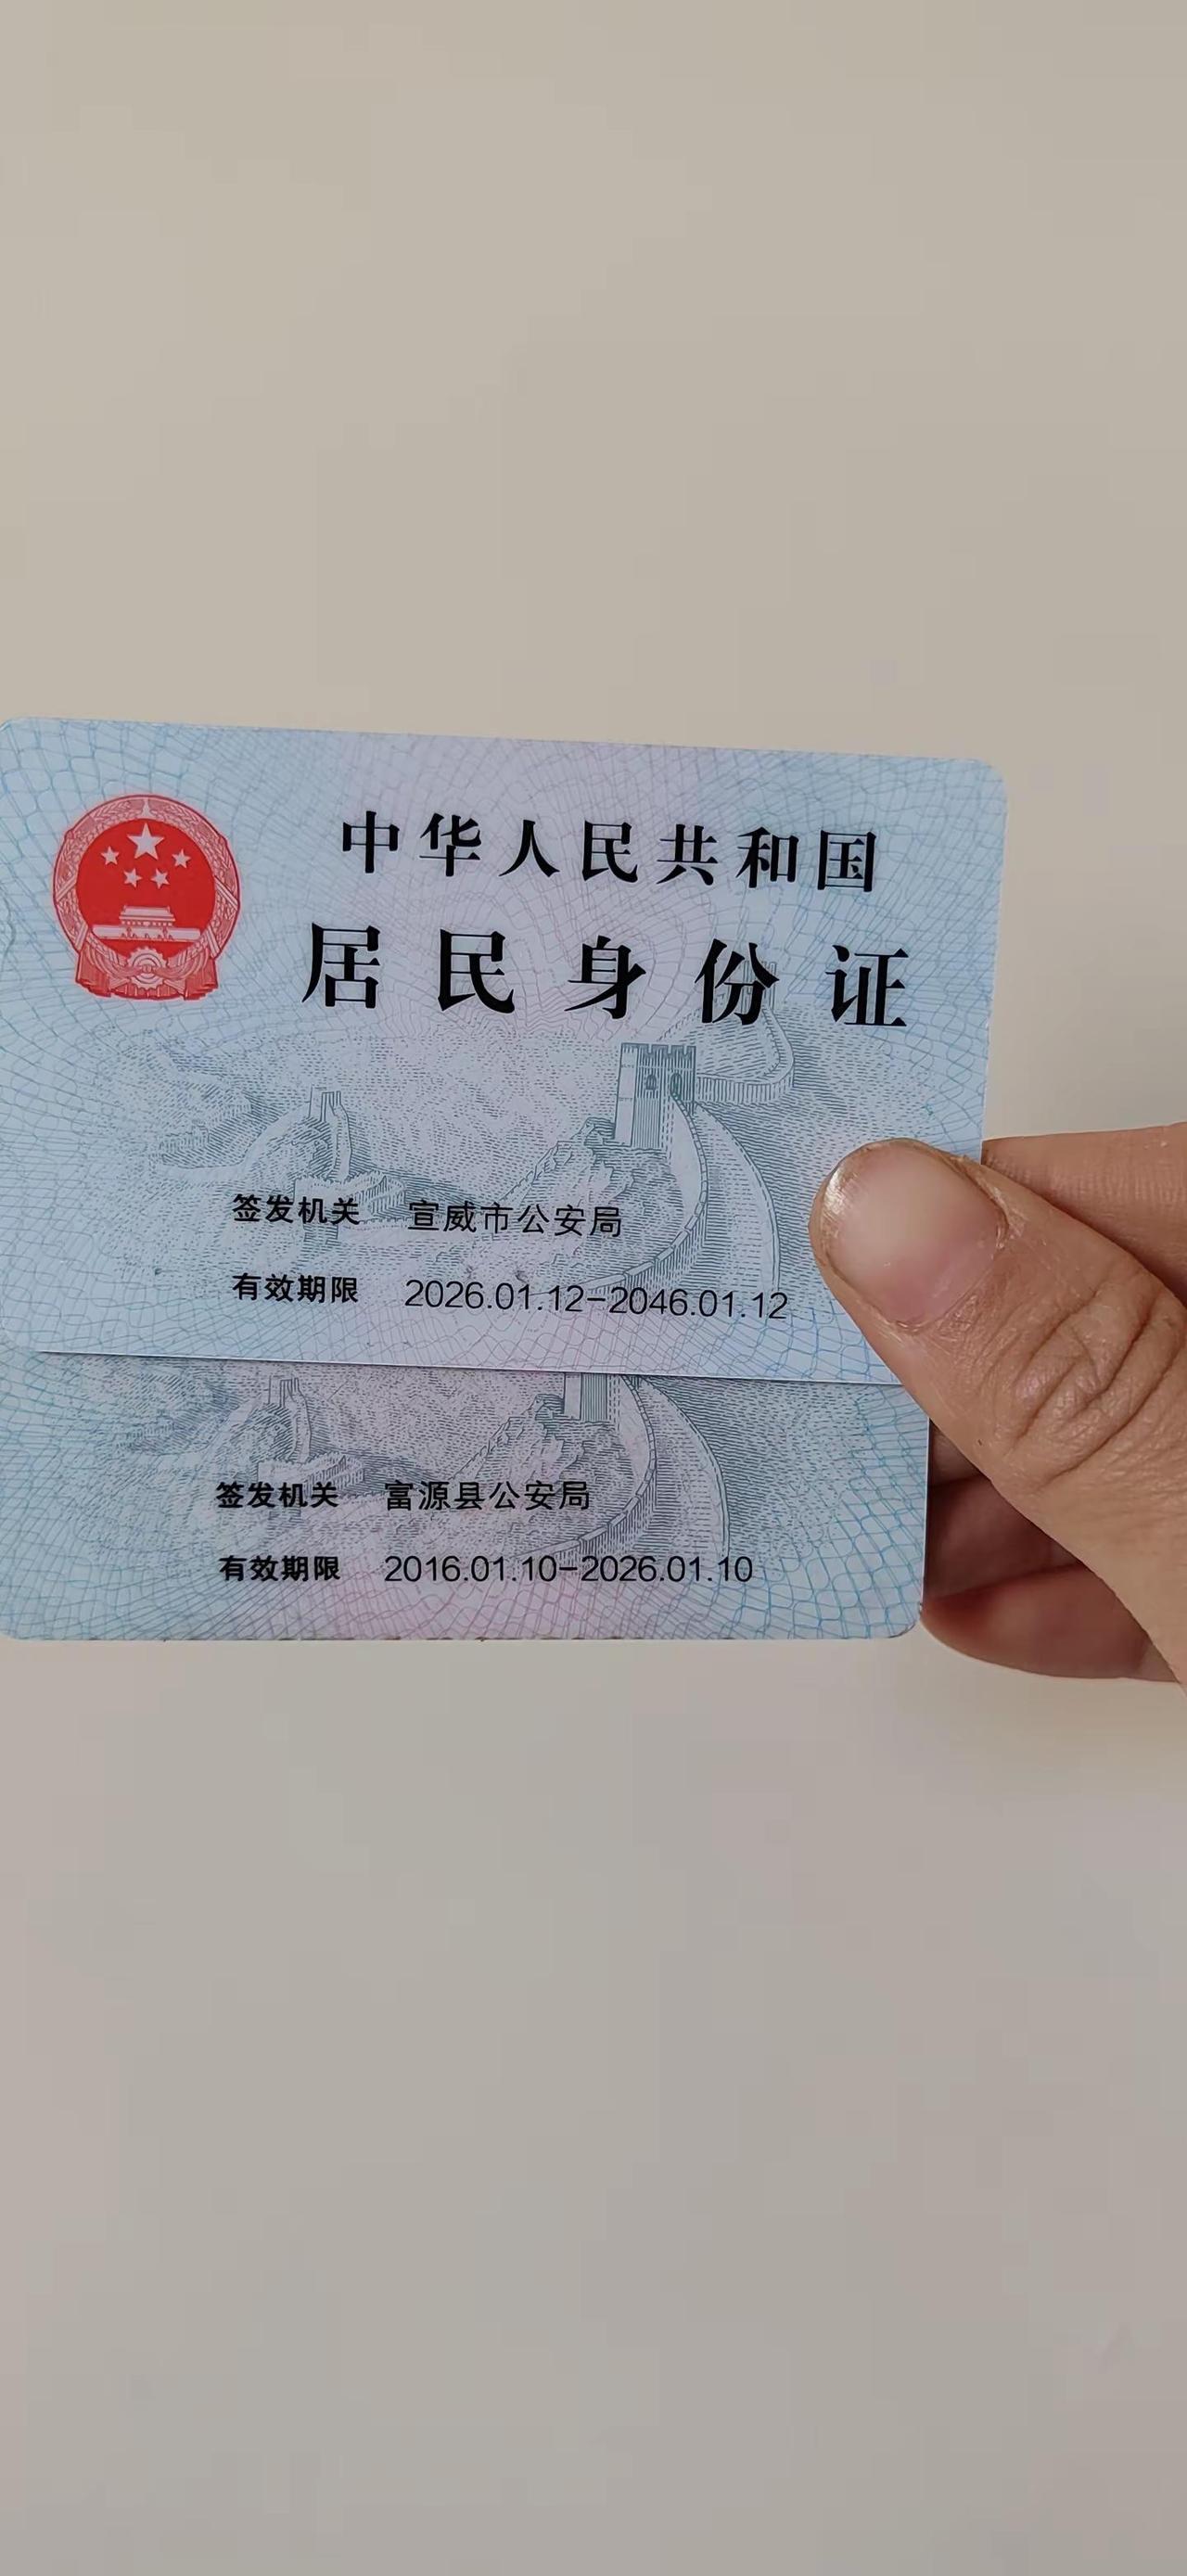 中华人民共和国
居民身份证
签发机关 宣威市公安局
有效期限 2026.01.12-2046.01.12
签发机关 富源县公安局
有效期限 2016.01.10-2026.01.10